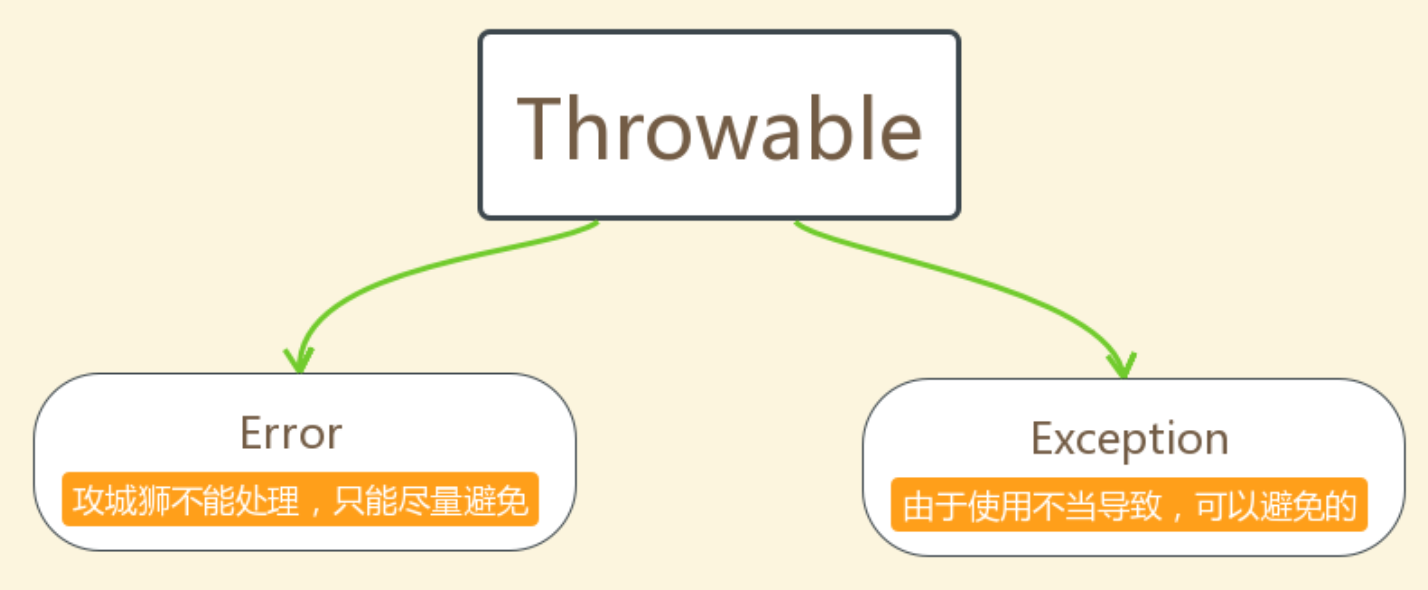 Throwable
Error
攻城狮不能处理，只能尽量避免
Exception
由于使用不当导致，可以避免的